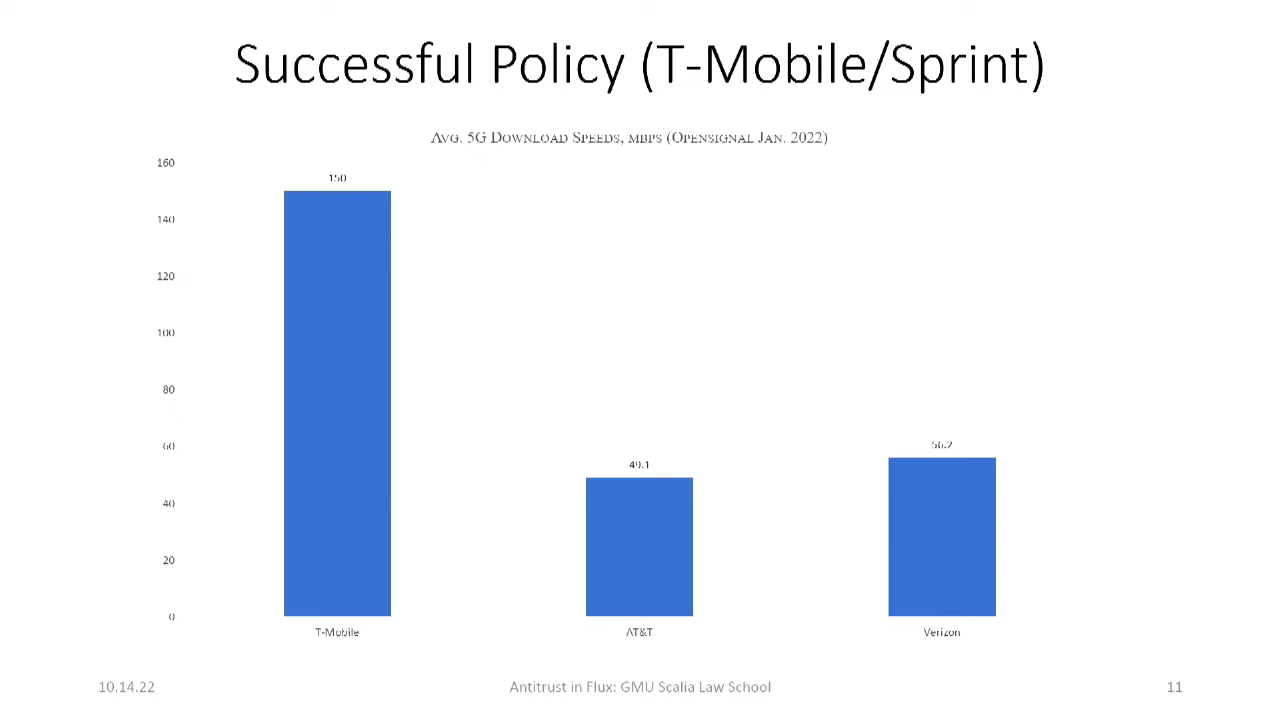 Successful Policy (T-Mobile/Sprint)
Avg. 5G Download Speeds, mbps (Opensignal Jan. 2022)
160
150
140
120
100
80
60
56.2
49.1
40
20
0
T-Mobile
AT&T
Verizon
10.14.22
Antitrust in Flux: GMU Scalia Law School
11